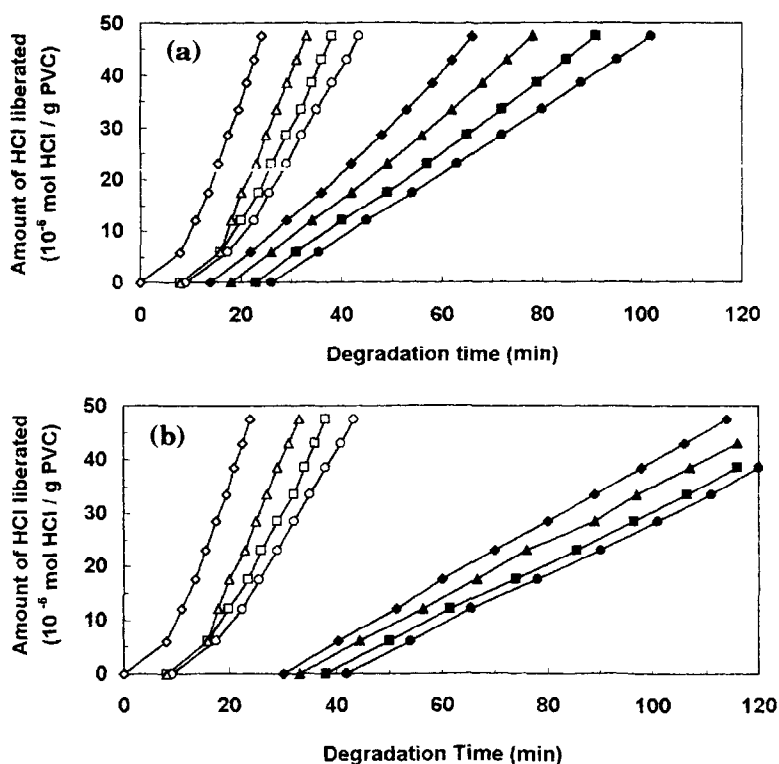 (a)
Amount of HCl liberated
(10⁻⁵ mol HCl / g PVC)
50
40
30
20
10
0
0 20 40 60 80 100 120
Degradation time (min)
(b)
Amount of HCl liberated
(10⁻⁵ mol HCl / g PVC)
50
40
30
20
10
0
0 20 40 60 80 100 120
Degradation Time (min)